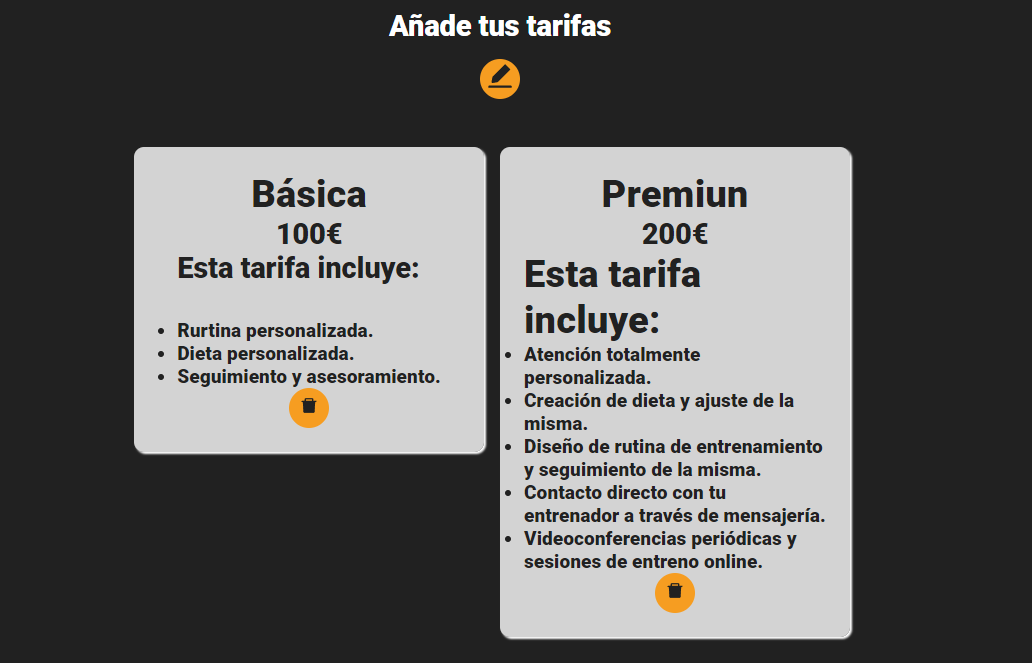 Añade tus tarifas
Básica
100€
Esta tarifa incluye:
Rurtina personalizada.
Dieta personalizada.
Seguimiento y asesoramiento.
Premiun
200€
Esta tarifa
incluye:
Atención totalmente
personalizada.
Creación de dieta y ajuste de la
misma.
Diseño de rutina de entrenamiento
y seguimiento de la misma.
Contacto directo con tu
entrenador a través de mensajería.
Videoconferencias periódicas y
sesiones de entreno online.